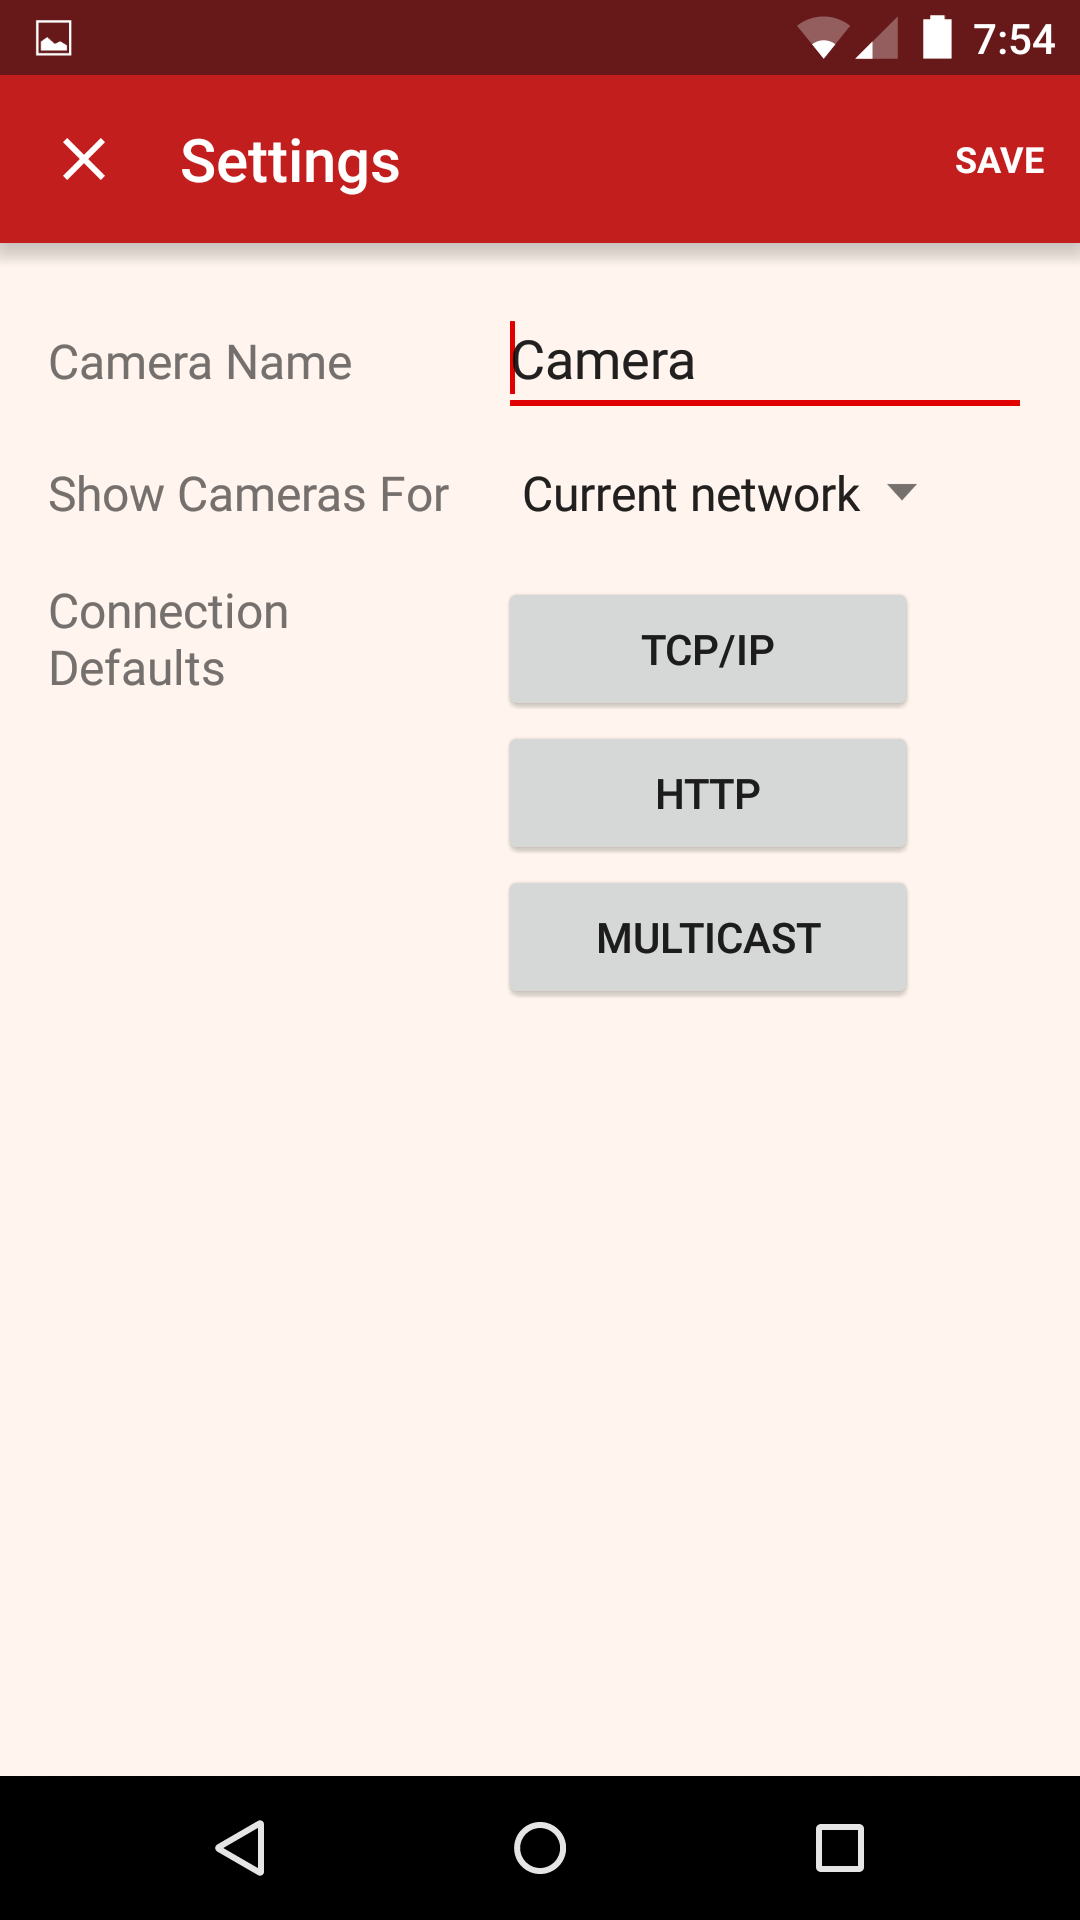 7:54
Settings
SAVE
Camera Name
Camera
Show Cameras For
Current network
Connection
Defaults
TCP/IP
HTTP
MULTICAST